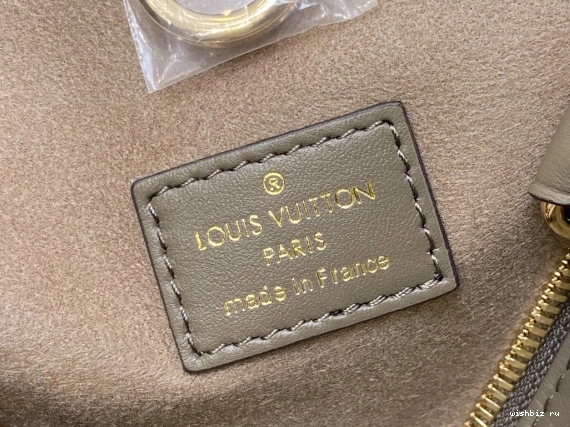 ®
LOUIS VUITTON
PARIS
made in France
wishbiz ru